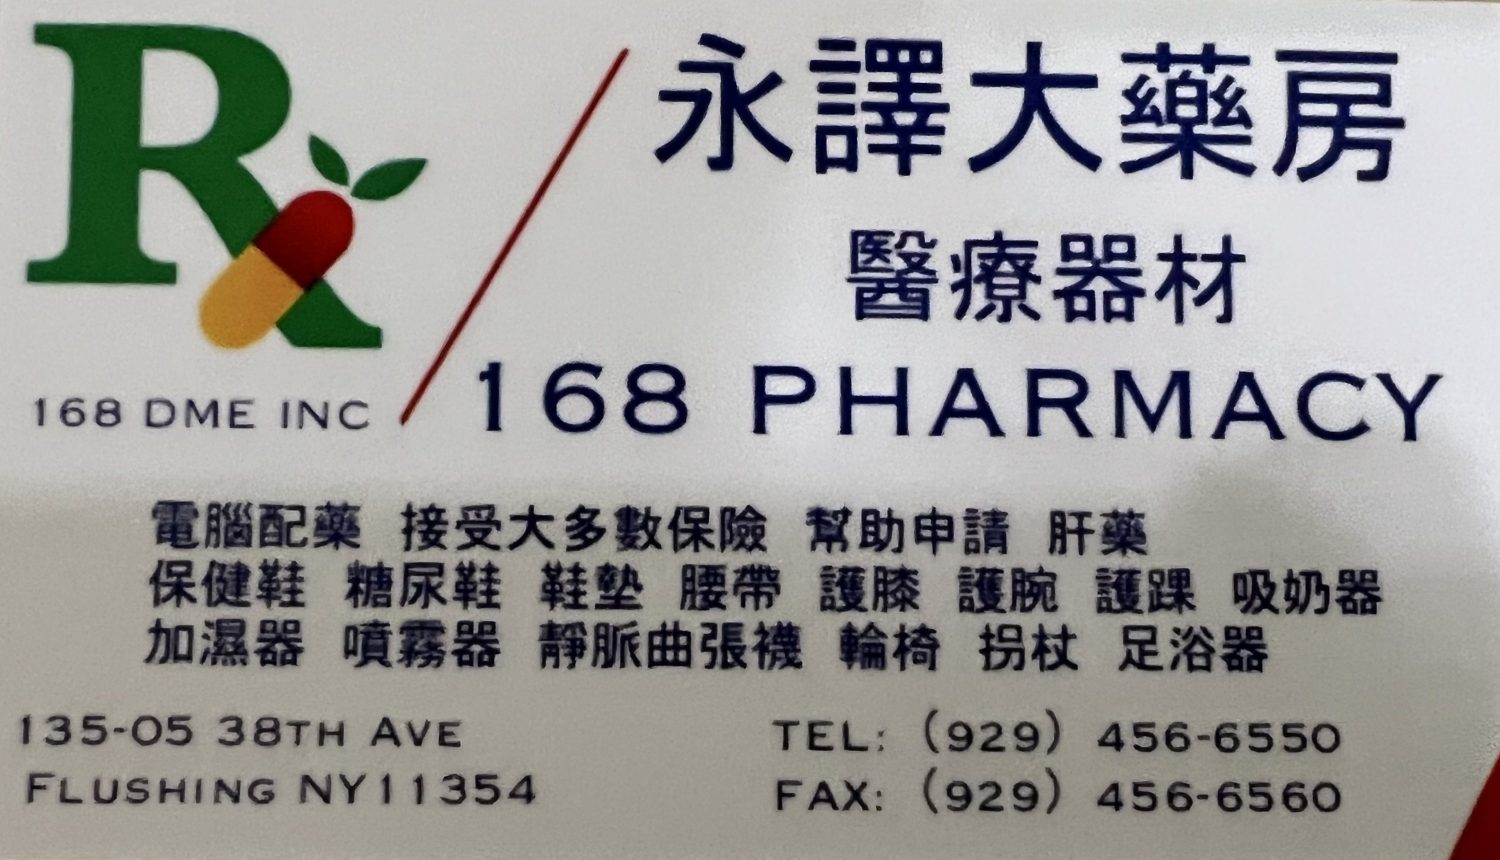 Rx
168 DME INC
永譯大藥房
醫療器材
168 PHARMACY
電腦配藥 接受大多數保險 幫助申請 肝藥
保健鞋 糖尿鞋 鞋墊 腰帶 護膝 護腕 護踝 吸奶器
加濕器 噴霧器 靜脈曲張襪 輪椅 拐杖 足浴器
135-05 38TH AVE
FLUSHING NY11354
TEL: (929) 456-6550
FAX: (929) 456-6560